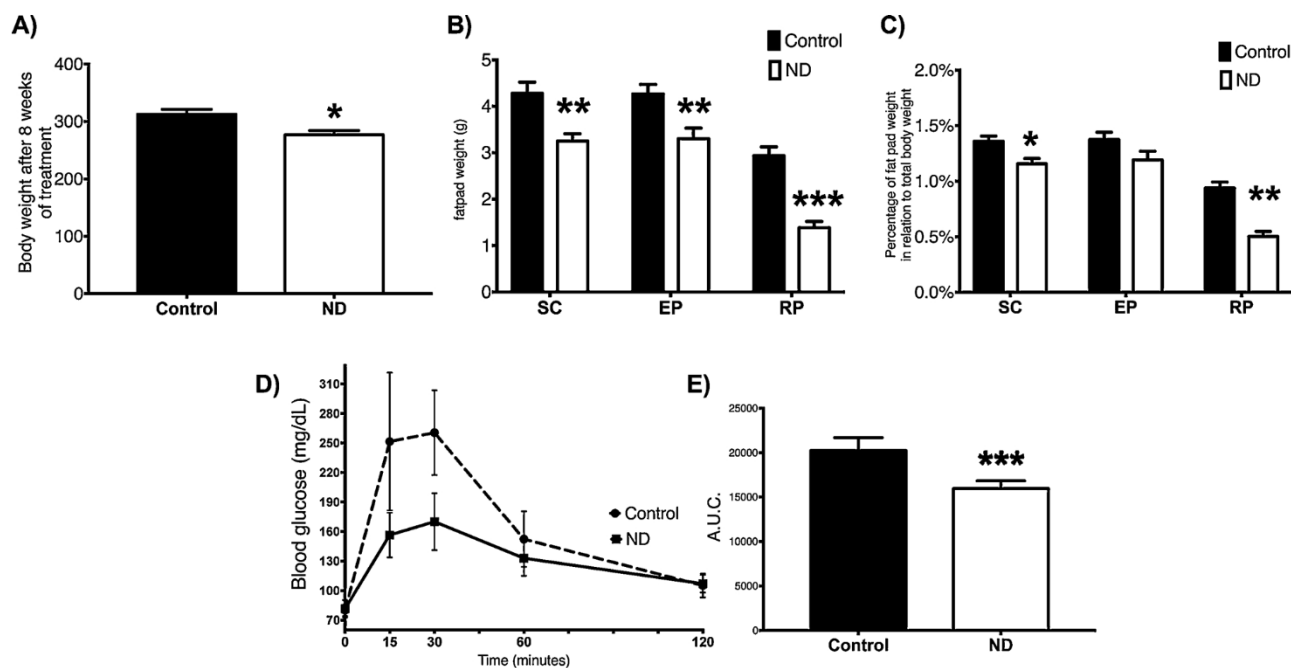 A)
Body weight after 8 weeks
of treatment
400
300
200
100
0
*
Control
ND
B)
Control
ND
fatpad weight (g)
5
4
3
2
1
0
**
**
***
SC
EP
RP
C)
Control
ND
Percentage of fat pad weight
in relation to total body weight
2.0%
1.5%
1.0%
0.5%
0.0%
*
**
SC
EP
RP
D)
Blood glucose (mg/dL)
310
280
250
220
190
160
130
100
70
Control
ND
0
15
30
60
120
Time (minutes)
E)
A.U.C.
25000
20000
15000
10000
5000
0
***
Control
ND